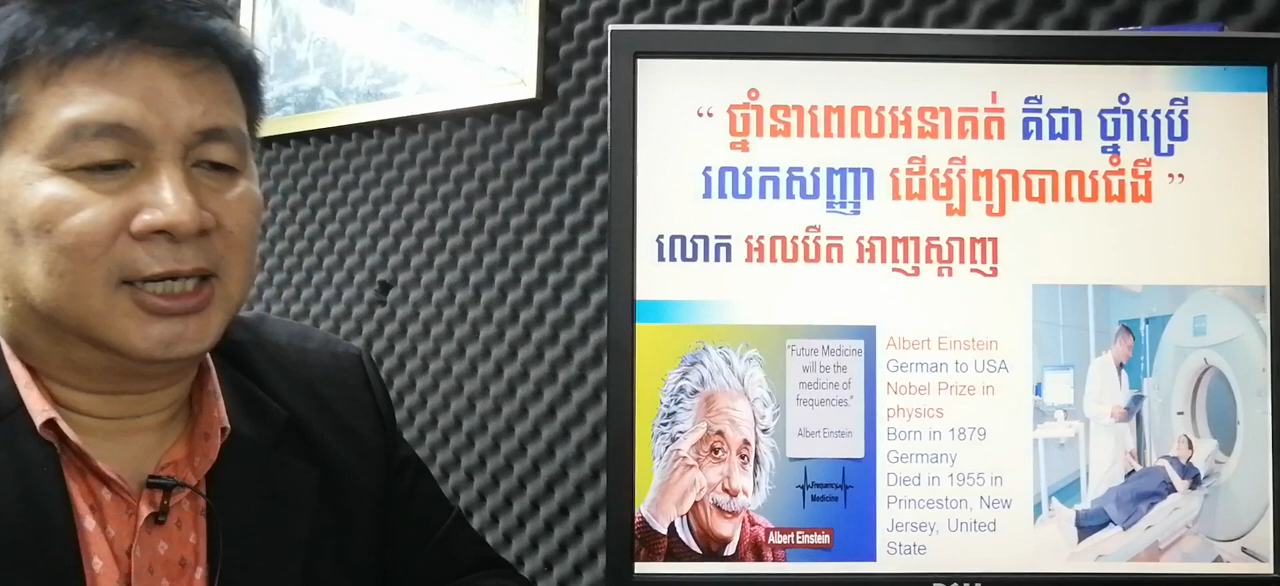 “ ថ្នាំនាពេលអនាគត់ គឺជា ថ្នាំប្រើ
រលកសញ្ញា ដើម្បីព្យាបាលជំងឺ ”
លោក អលបឺត អាញស្តាញ
"Future Medicine
will be the
medicine of
frequencies."
Albert Einstein
Frequency
Medicine
Albert Einstein
Albert Einstein
German to USA
Nobel Prize in
physics
Born in 1879
Germany
Died in 1955 in
Princeston, New
Jersey, United
State